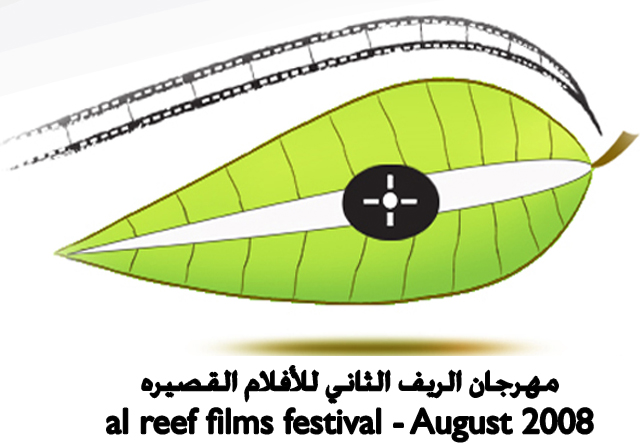 مهرجان الريف الثاني للأفلام القصيره
al reef films festival - August 2008